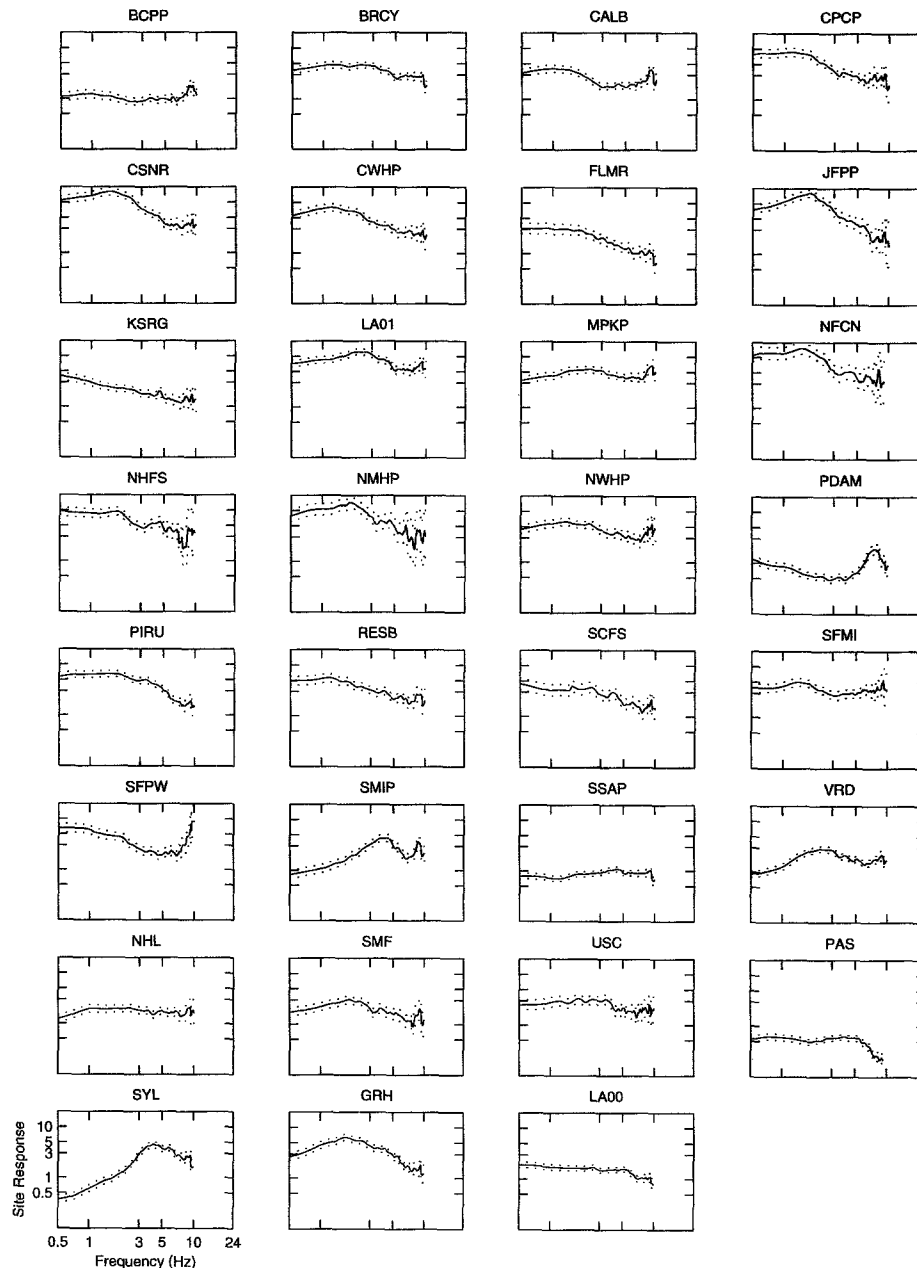 BCPP BRCY CALB CPCP
CSNR CWHP FLMR JFPP
KSRG LA01 MPKP NFCN
NHFS NMHP NWHP PDAM
PIRU RESB SCFS SFMI
SFPW SMIP SSAP VRD
NHL SMF USC PAS
SYL GRH LA00
10
5
3
1
0.5
Site Response
0.5 1 3 5 10 24
Frequency (Hz)